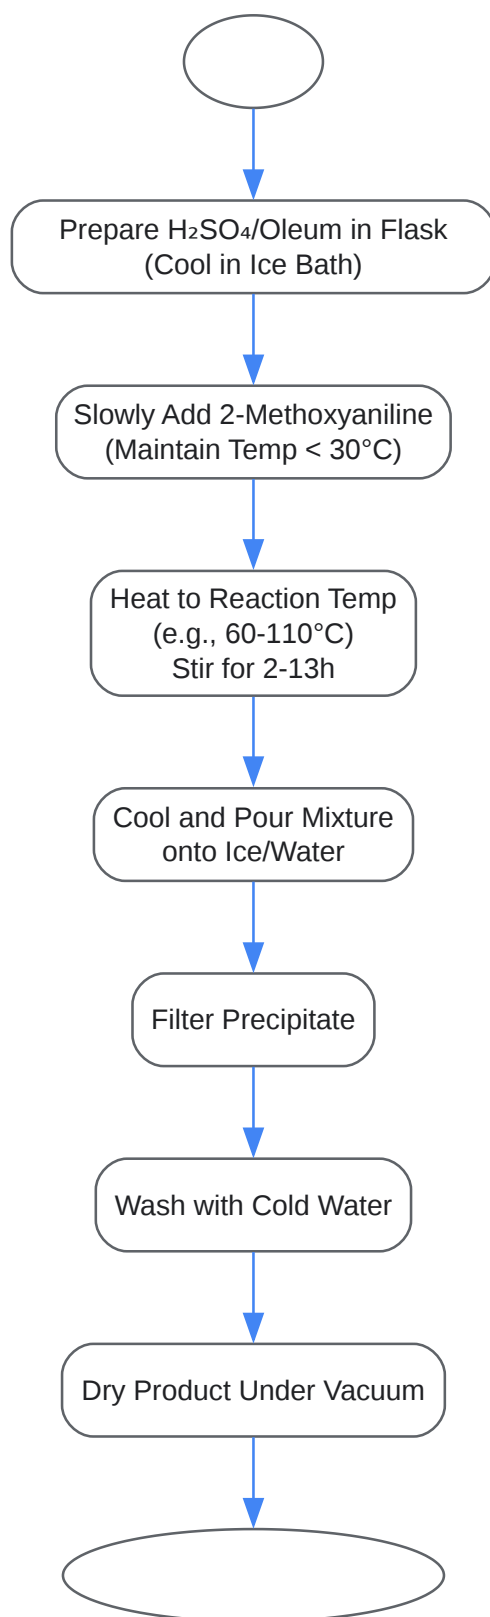 Prepare H₂SO₄/Oleum in Flask
(Cool in Ice Bath)
Slowly Add 2-Methoxyaniline
(Maintain Temp < 30°C)
Heat to Reaction Temp
(e.g., 60-110°C)
Stir for 2-13h
Cool and Pour Mixture
onto Ice/Water
Filter Precipitate
Wash with Cold Water
Dry Product Under Vacuum